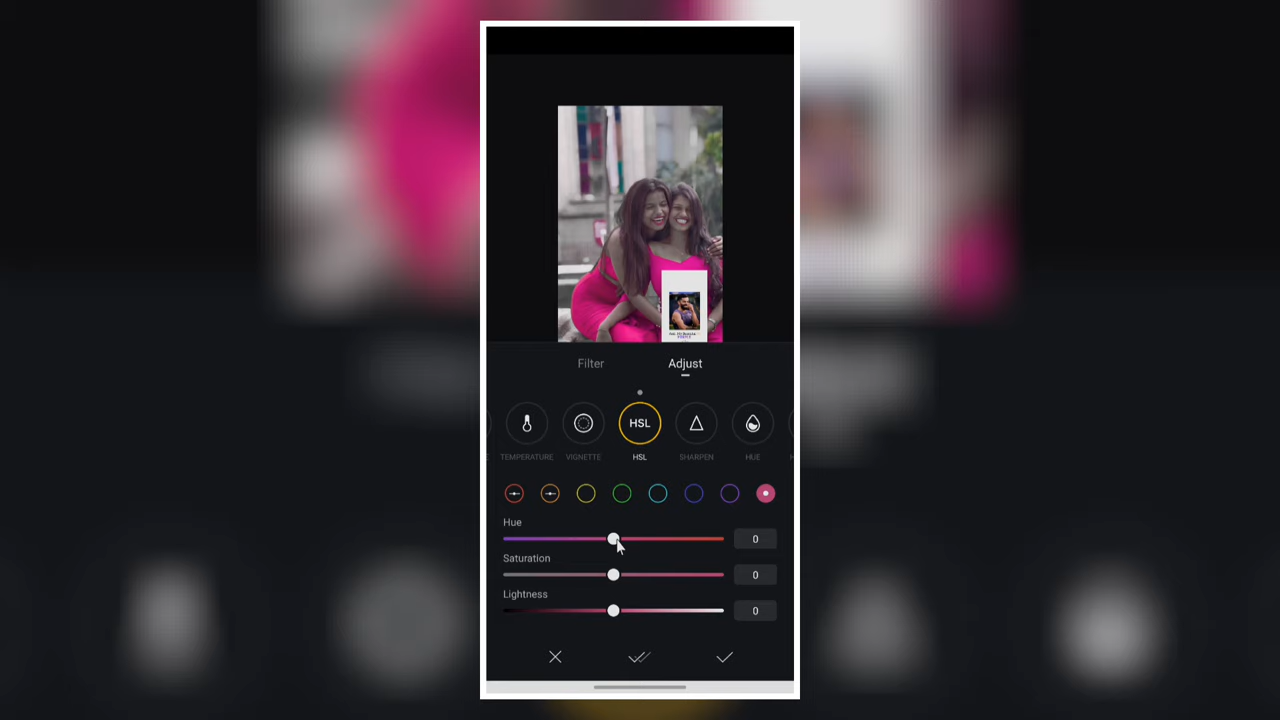 Filter Adjust
HSL
TEMPERATURE VIGNETTE HSL SHARPEN HUE
Hue
0
Saturation
0
Lightness
0